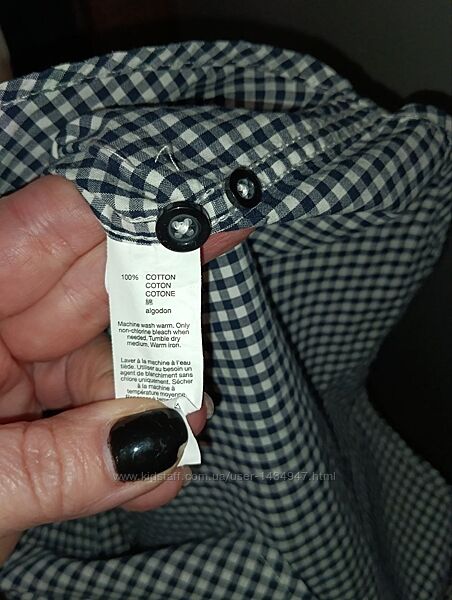 100% COTTON
COTON
COTONE
綿
algodon
Machine wash warm. Only
non-chlorine bleach when
needed. Tumble dry
medium. Warm iron.
Laver à la machine à l'eau
tiède. Utiliser au besoin un
agent de blanchiment sans
chlore uniquement. Sécher
à la machine à
température moyenne.
www.kidstaff.com.ua/user-1434947.html